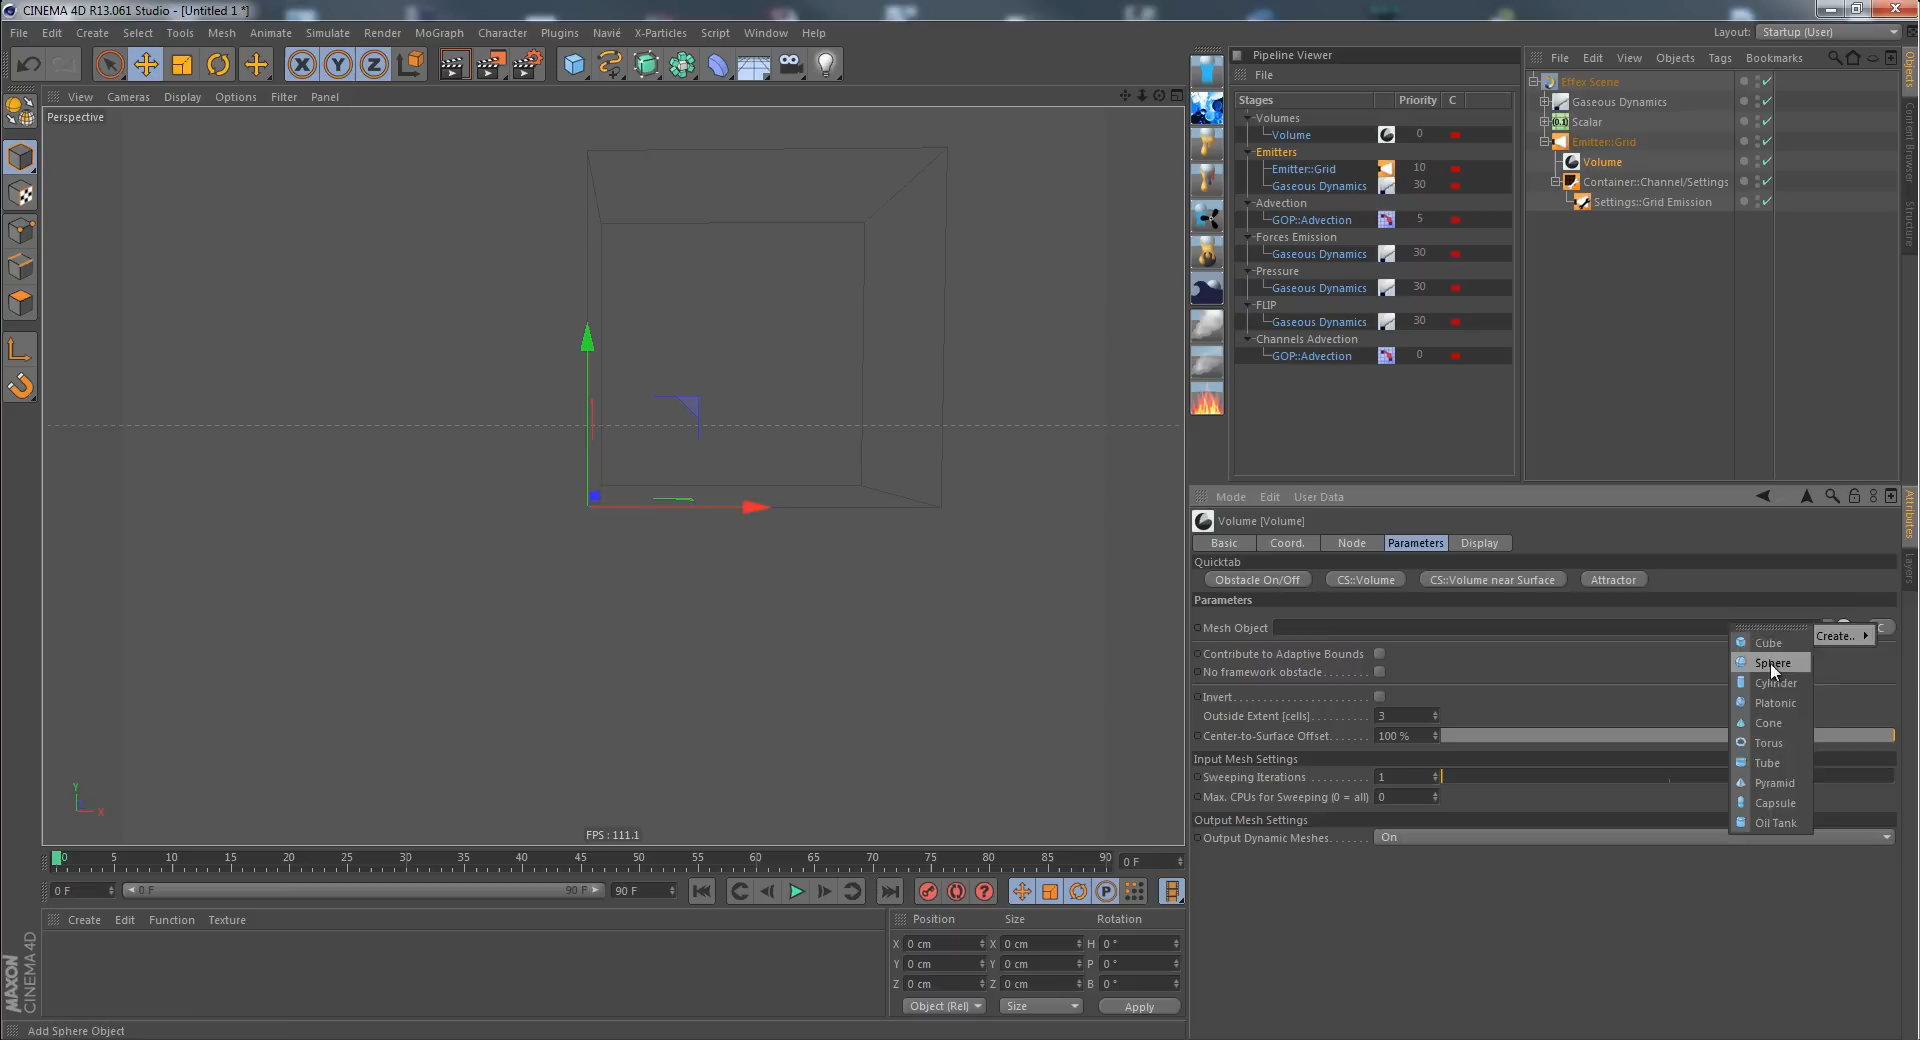 CINEMA 4D R13.061 Studio - [Untitled 1 *]
File Edit Create Select Tools Mesh Animate Simulate Render MoGraph Character Plugins Navié X-Particles Script Window Help
Layout: Startup (User)
X Y Z
View Cameras Display Options Filter Panel
Perspective
FPS : 111.1
Y
X
Pipeline Viewer
File
Stages Priority C
Volumes
Volume 0
Emitters
Emitter::Grid 10
Gaseous Dynamics 30
Advection
GOP::Advection 5
Forces Emission
Gaseous Dynamics 30
Pressure
Gaseous Dynamics 30
FLIP
Gaseous Dynamics 30
Channels Advection
GOP::Advection 0
File Edit View Objects Tags Bookmarks
Effex Scene
Gaseous Dynamics
Scalar
Emitter::Grid
Volume
Container::Channel/Settings
Settings::Grid Emission
Objects
Content Browser
Structure
Mode Edit User Data
Volume [Volume]
Basic Coord. Node Parameters Display
Quicktab
Obstacle On/Off CS::Volume CS::Volume near Surface Attractor
Parameters
Mesh Object
Contribute to Adaptive Bounds
No framework obstacle
Invert
Outside Extent [cells] 3
Center-to-Surface Offset 100 %
Input Mesh Settings
Sweeping Iterations 1
Max. CPUs for Sweeping (0 = all) 0
Output Mesh Settings
Output Dynamic Meshes On
Create..
Cube
Sphere
Cylinder
Platonic
Cone
Torus
Tube
Pyramid
Capsule
Oil Tank
Attributes
Layers
0 5 10 15 20 25 30 35 40 45 50 55 60 65 70 75 80 85 90 0 F
0 F 0 F 90 F 90 F
Create Edit Function Texture
Position Size Rotation
X 0 cm X 0 cm H 0 °
Y 0 cm Y 0 cm P 0 °
Z 0 cm Z 0 cm B 0 °
Object (Rel) Size Apply
MAXON CINEMA 4D
Add Sphere Object